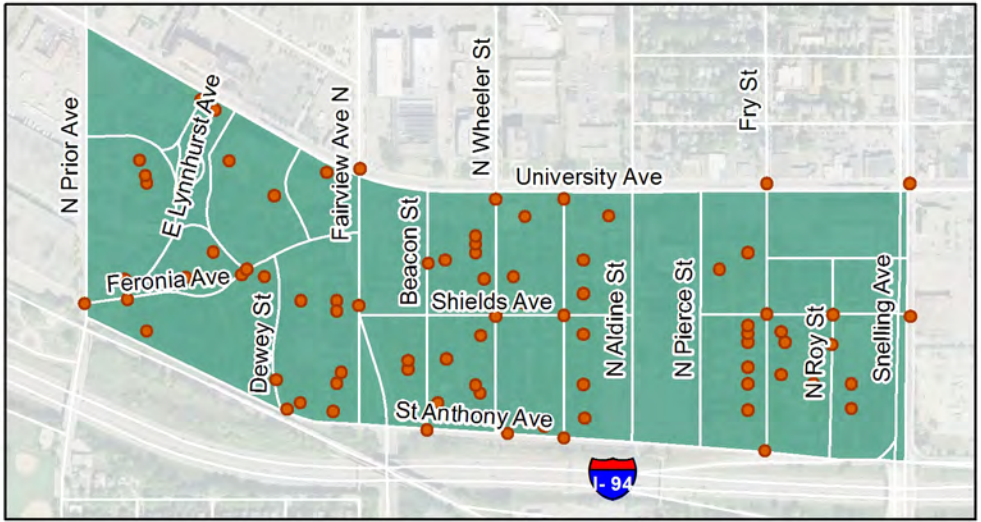 N Prior Ave
E Lynnhurst Ave
Fairview Ave N
N Wheeler St
Fry St
University Ave
Beacon St
Feronia Ave
Shields Ave
Dewey St
N Aldine St
N Pierce St
N Roy St
Snelling Ave
St Anthony Ave
I- 94